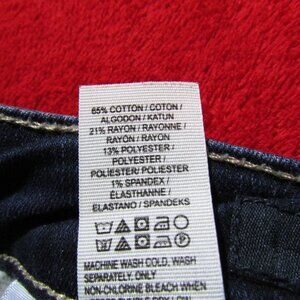 65% COTTON / COTON /
ALGODON / KATUN
21% RAYON / RAYONNE /
RAYON / RAYON
13% POLYESTER /
POLYESTER /
POLIESTER/ POLIESTER
1% SPANDEX /
ELASTHANNE /
ELASTANO / SPANDEKS
MACHINE WASH COLD. WASH
SEPARATELY. ONLY
NON-CHLORINE BLEACH WHEN